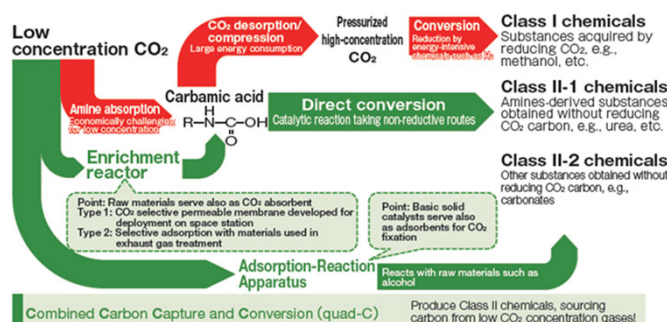 Low
concentration CO₂
CO₂ desorption/
compression
Large energy consumption
Pressurized
high-concentration
CO₂
Conversion
Reduction by
energy-intensive
chemicals such as H₂
Class I chemicals
Substances acquired by
reducing CO₂, e.g.,
methanol, etc.
Amine absorption
Economically challenging
for low concentration
Carbamic acid
R–N–C–OH
H
O
Direct conversion
Catalytic reaction taking non-reductive routes
Class II-1 chemicals
Amines-derived substances
obtained without reducing
CO₂ carbon, e.g., urea, etc.
Enrichment
reactor
Class II-2 chemicals
Other substances obtained without
reducing CO₂ carbon, e.g.,
carbonates
Point: Raw materials serve also as CO₂ absorbent
Type 1: CO₂ selective permeable membrane developed for
deployment on space station
Type 2: Selective adsorption with materials used in
exhaust gas treatment
Point: Basic solid
catalysts serve also
as adsorbents for CO₂
fixation
Adsorption-Reaction
Apparatus
Reacts with raw materials such as
alcohol
Combined Carbon Capture and Conversion (quad-C)
Produce Class II chemicals, sourcing
carbon from low CO₂ concentration gases!